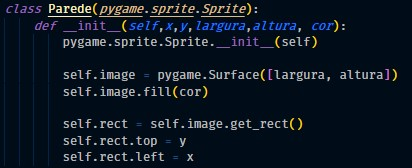 class Parede(pygame.sprite.Sprite):
    def __init__(self,x,y,largura,altura, cor):
        pygame.sprite.Sprite.__init__(self)

        self.image = pygame.Surface([largura, altura])
        self.image.fill(cor)

        self.rect = self.image.get_rect()
        self.rect.top = y
        self.rect.left = x